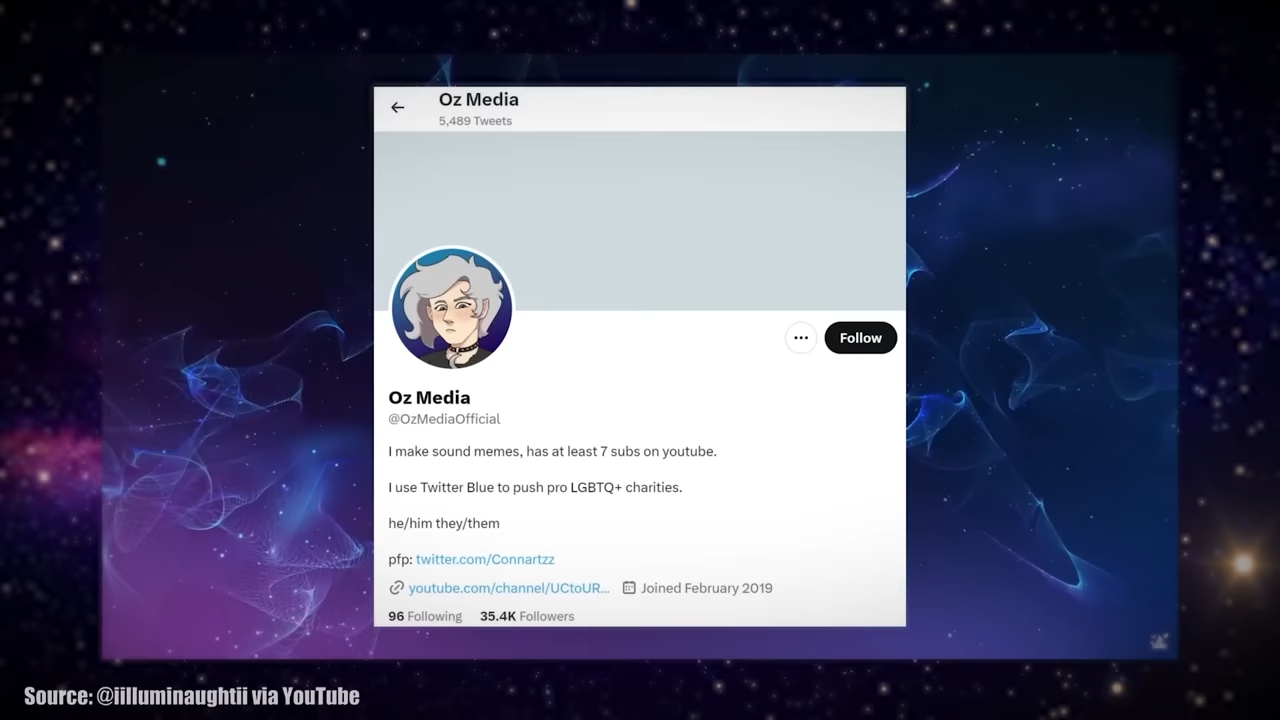 Oz Media
5,489 Tweets
Follow
Oz Media
@OzMediaOfficial
I make sound memes, has at least 7 subs on youtube.
I use Twitter Blue to push pro LGBTQ+ charities.
he/him they/them
pfp: twitter.com/Connartzz
youtube.com/channel/UCtoUR... Joined February 2019
96 Following 35.4K Followers
Source: @iilluminaughtii via YouTube